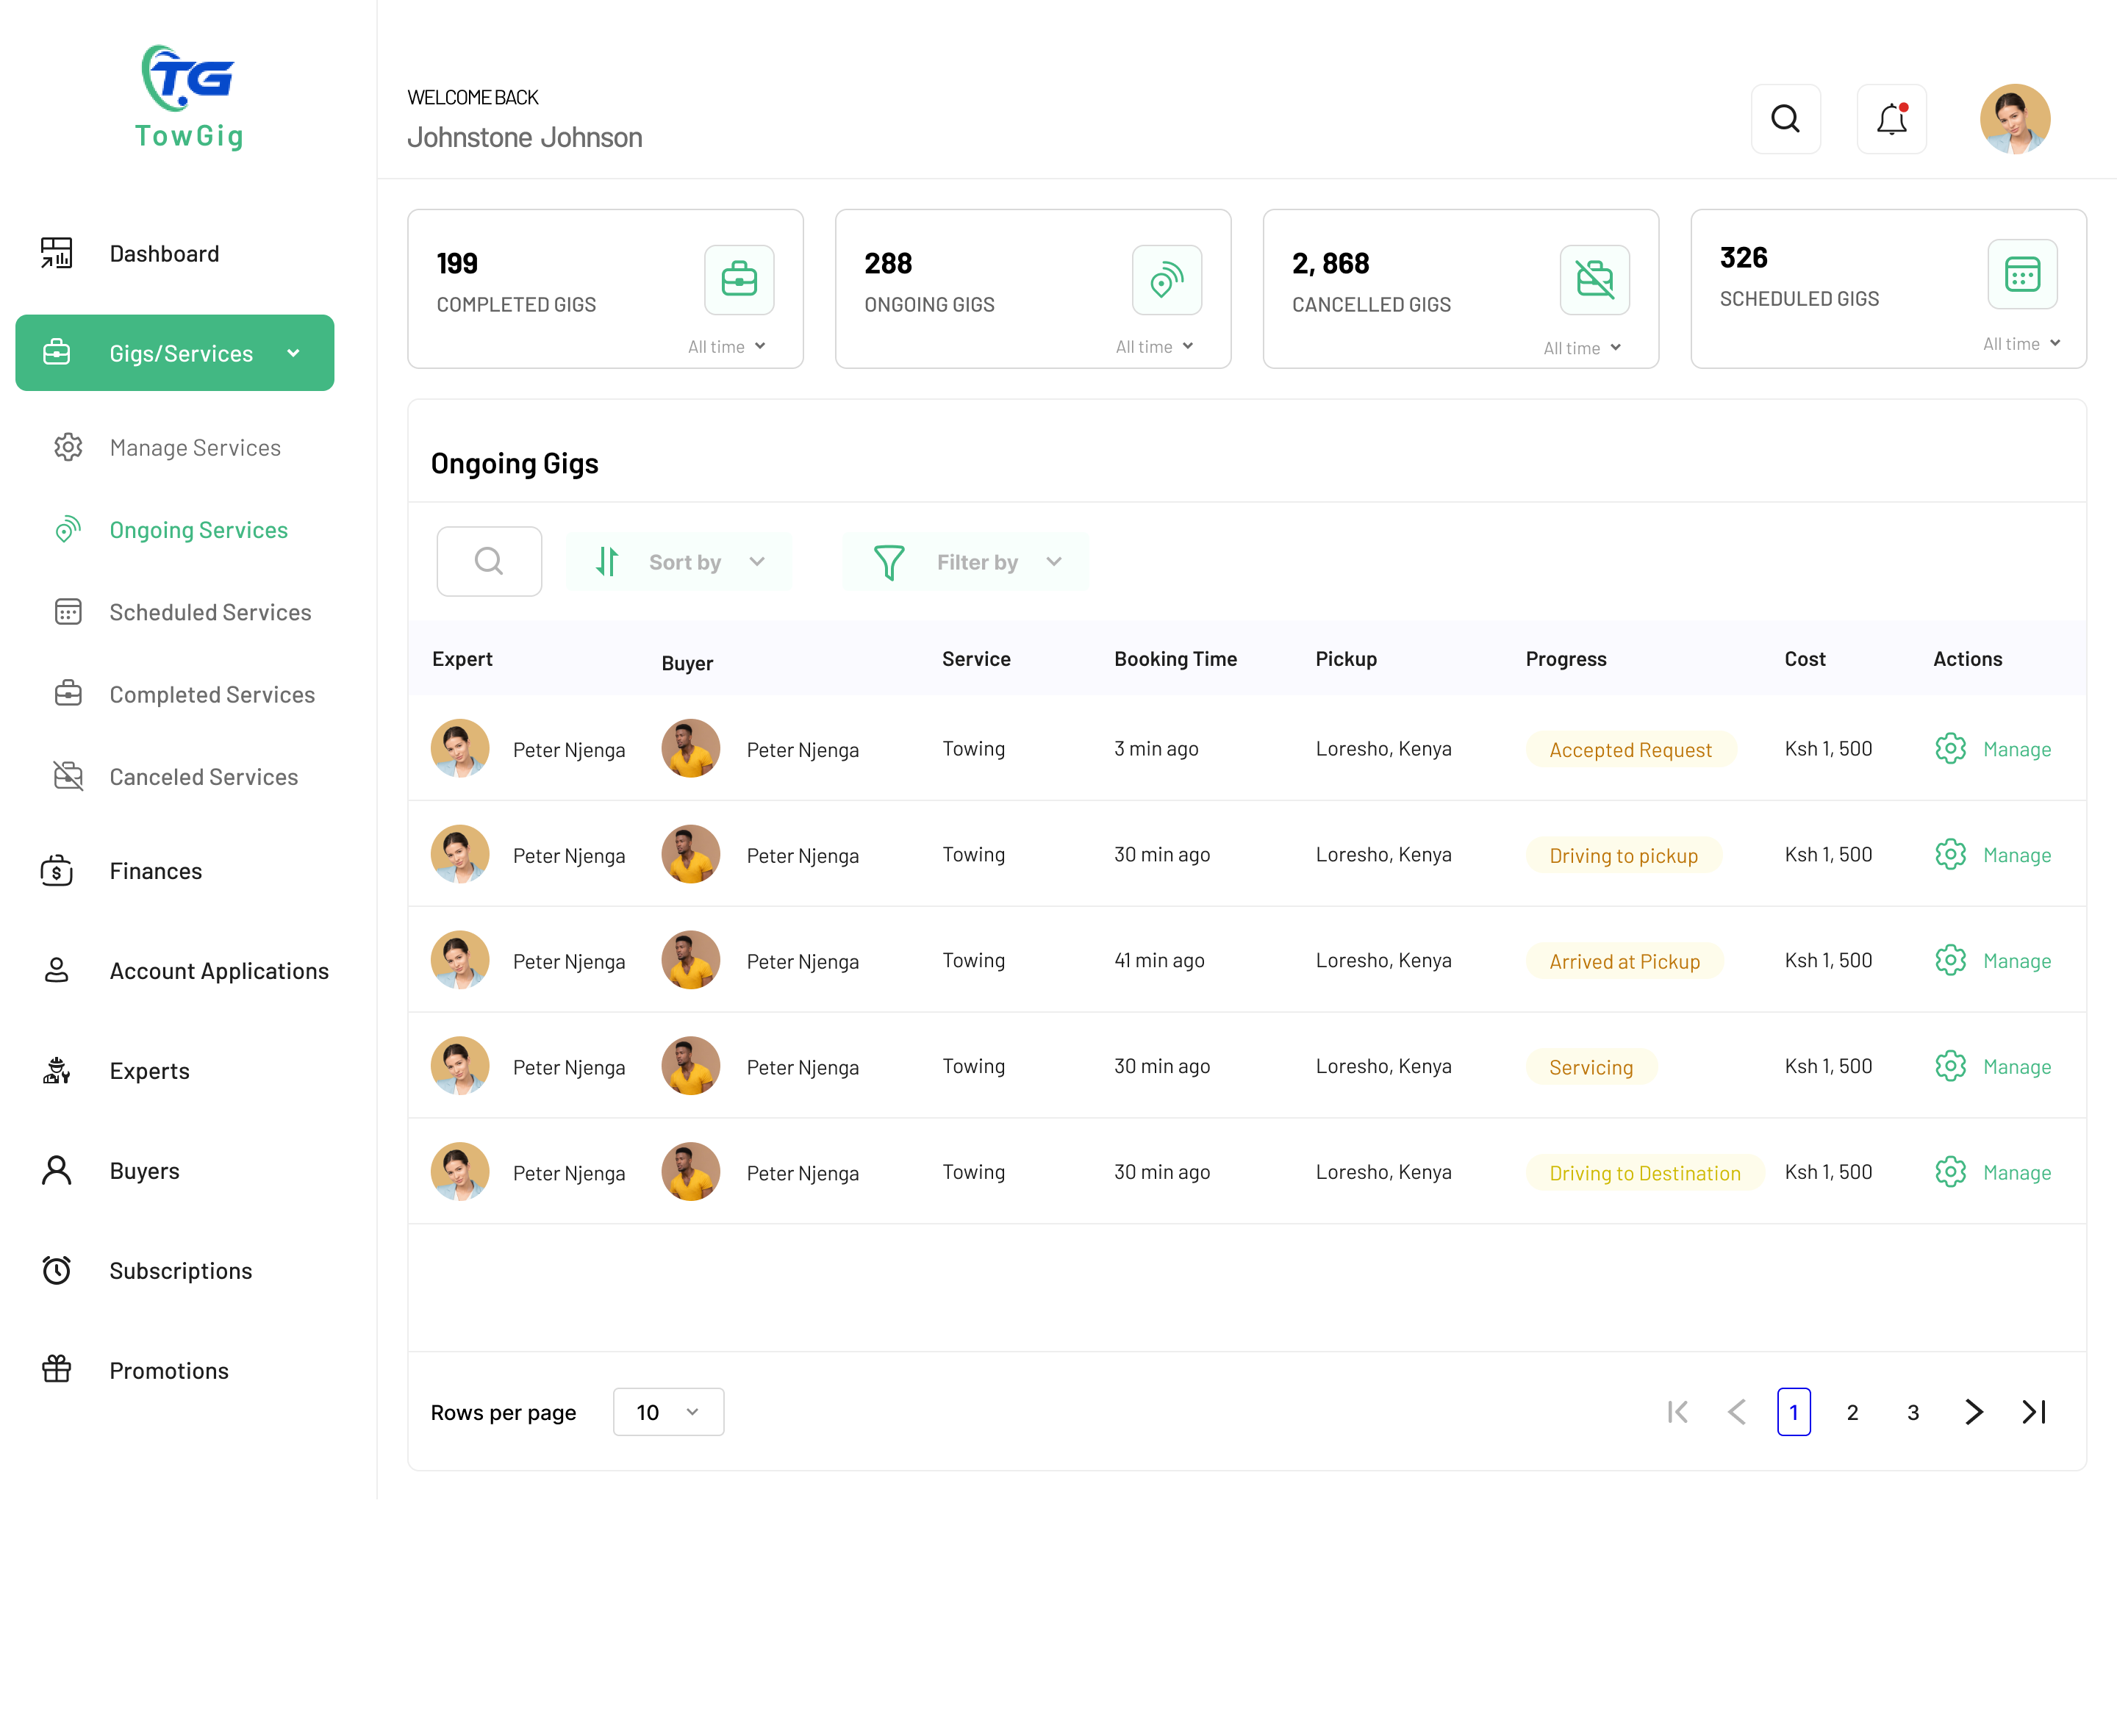 TG
TowGig
Dashboard
Gigs/Services
Manage Services
Ongoing Services
Scheduled Services
Completed Services
Canceled Services
Finances
Account Applications
Experts
Buyers
Subscriptions
Promotions
WELCOME BACK
Johnstone Johnson
199
COMPLETED GIGS
All time
288
ONGOING GIGS
All time
2, 868
CANCELLED GIGS
All time
326
SCHEDULED GIGS
All time
Ongoing Gigs
Sort by Filter by
Expert Buyer Service Booking Time Pickup Progress Cost Actions
Peter Njenga Peter Njenga Towing 3 min ago Loresho, Kenya Accepted Request Ksh 1, 500 Manage
Peter Njenga Peter Njenga Towing 30 min ago Loresho, Kenya Driving to pickup Ksh 1, 500 Manage
Peter Njenga Peter Njenga Towing 41 min ago Loresho, Kenya Arrived at Pickup Ksh 1, 500 Manage
Peter Njenga Peter Njenga Towing 30 min ago Loresho, Kenya Servicing Ksh 1, 500 Manage
Peter Njenga Peter Njenga Towing 30 min ago Loresho, Kenya Driving to Destination Ksh 1, 500 Manage
Rows per page 10 1 2 3